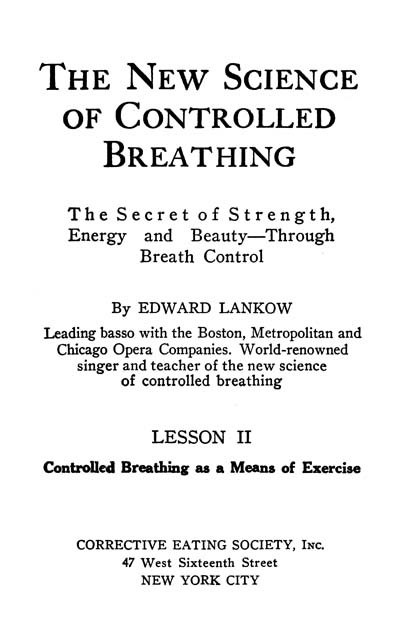 THE NEW SCIENCE
OF CONTROLLED
BREATHING
The Secret of Strength,
Energy and Beauty—Through
Breath Control
By EDWARD LANKOW
Leading basso with the Boston, Metropolitan and
Chicago Opera Companies. World-renowned
singer and teacher of the new science
of controlled breathing
LESSON II
Controlled Breathing as a Means of Exercise
CORRECTIVE EATING SOCIETY, INC.
47 West Sixteenth Street
NEW YORK CITY